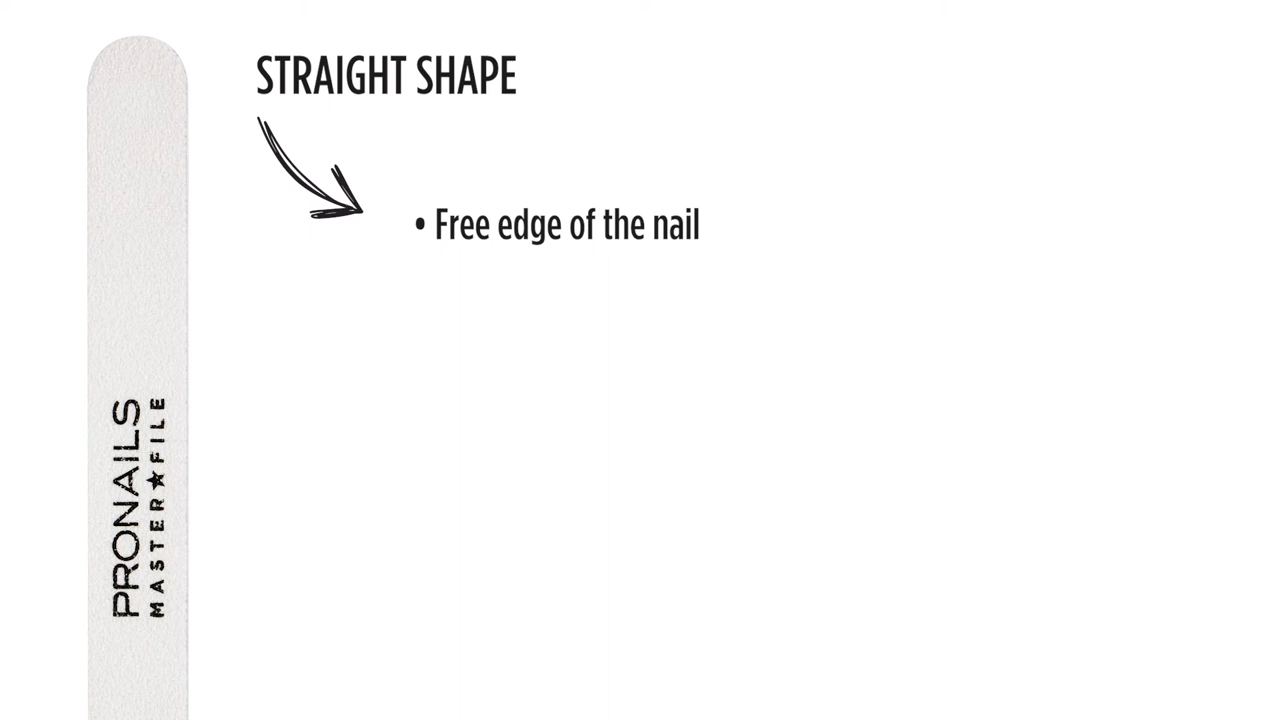 STRAIGHT SHAPE
• Free edge of the nail
PRONAILS
MASTER★FILE